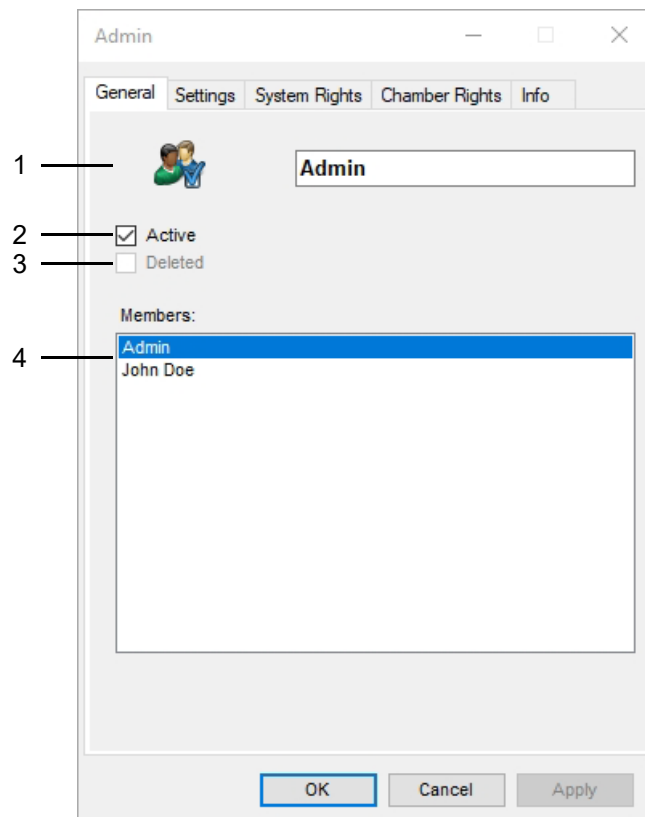 Admin
General Settings System Rights Chamber Rights Info
1 Admin
2 Active
3 Deleted
Members:
4 Admin
John Doe
OK Cancel Apply